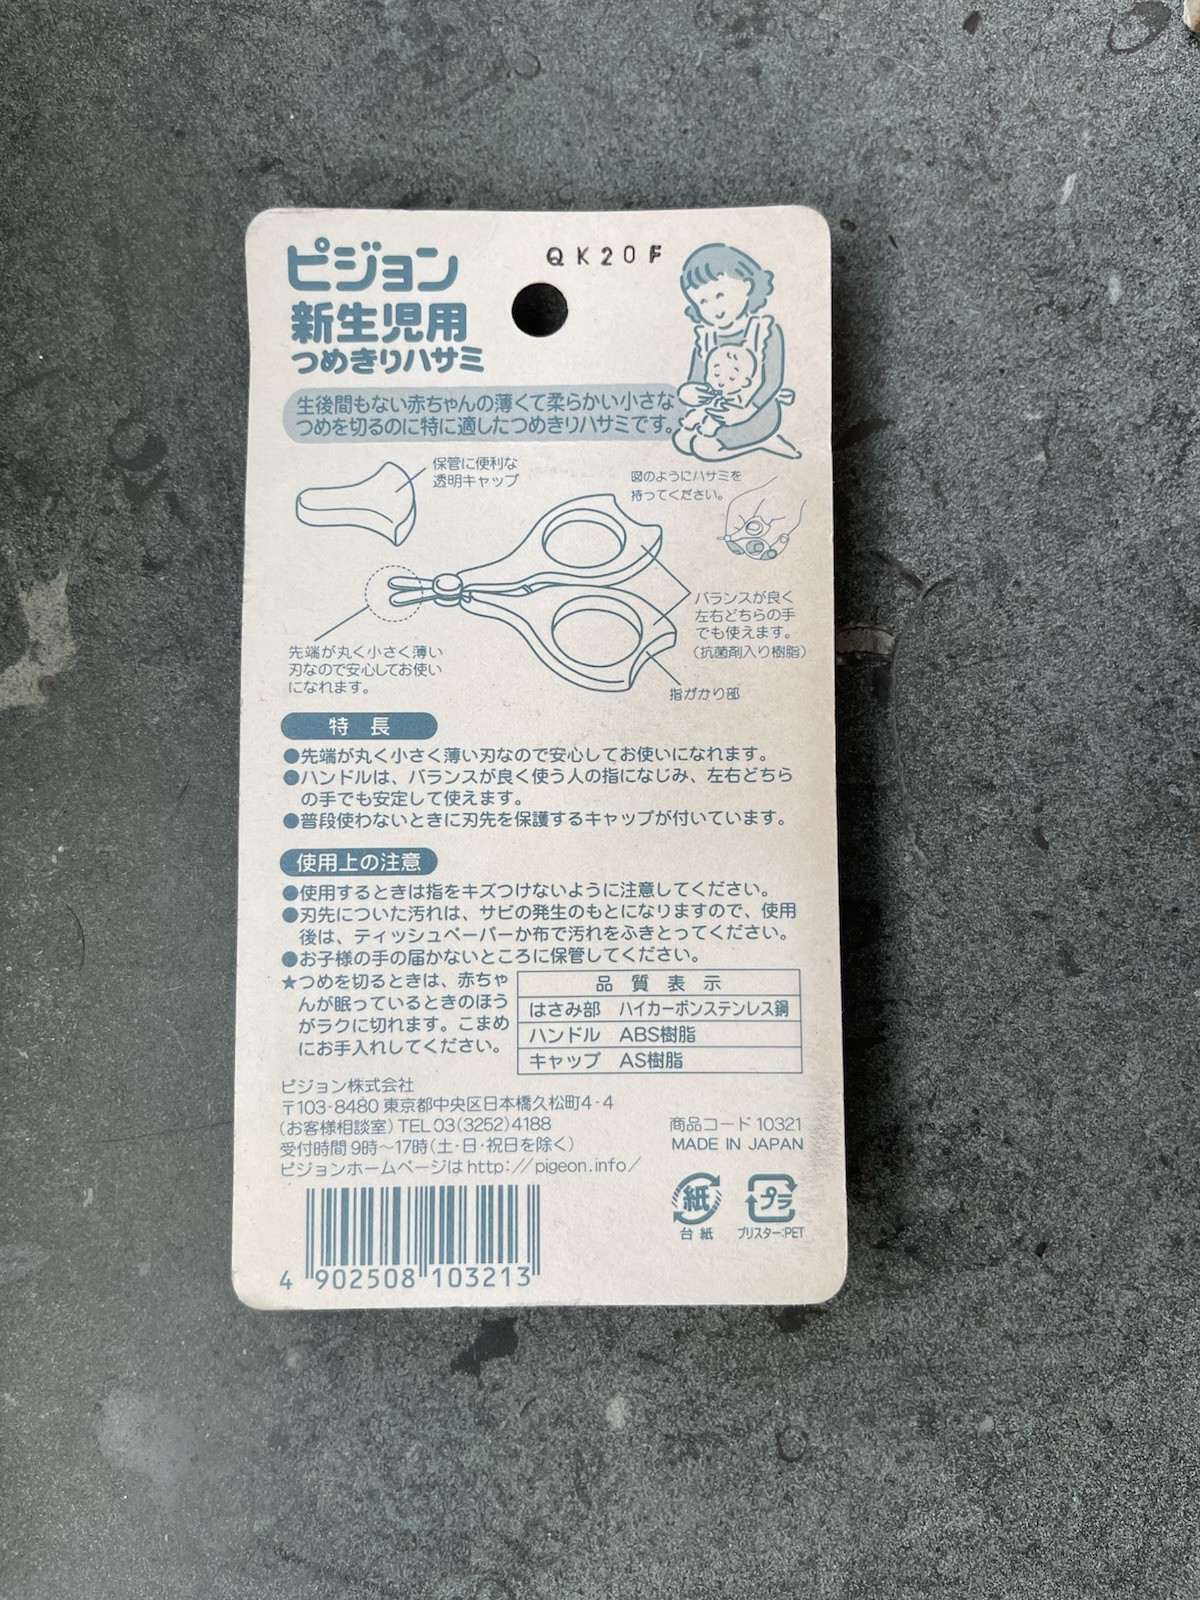 QK20F
ピジョン
新生児用
つめきりハサミ
生後間もない赤ちゃんの薄くて柔らかい小さな
つめを切るのに特に適したつめきりハサミです。
保管に便利な
透明キャップ
図のようにハサミを
持ってください。
バランスが良く
左右どちらの手
でも使えます。
(抗菌剤入り樹脂)
先端が丸く小さく薄い
刃なので安心してお使い
になれます。
指がかり部
特長
●先端が丸く小さく薄い刃なので安心してお使いになれます。
●ハンドルは、バランスが良く使う人の指になじみ、左右どちら
の手でも安定して使えます。
●普段使わないときに刃先を保護するキャップが付いています。
使用上の注意
●使用するときは指をキズつけないように注意してください。
●刃先についた汚れは、サビの発生のもとになりますので、使用
後は、ティッシュペーパーか布で汚れをふきとってください。
●お子様の手の届かないところに保管してください。
★つめを切るときは、赤ちゃ
んが眠っているときのほう
がラクに切れます。こまめ
にお手入れしてください。
品質表示
はさみ部 ハイカーボンステンレス鋼
ハンドル ABS樹脂
キャップ AS樹脂
ピジョン株式会社
〒103-8480 東京都中央区日本橋久松町4-4
(お客様相談室) TEL 03(3252)4188
受付時間 9時〜17時(土・日・祝日を除く)
ピジョンホームページは http://pigeon.info/
商品コード 10321
MADE IN JAPAN
紙
台紙
プラ
ブリスター:PET
4 902508 103213